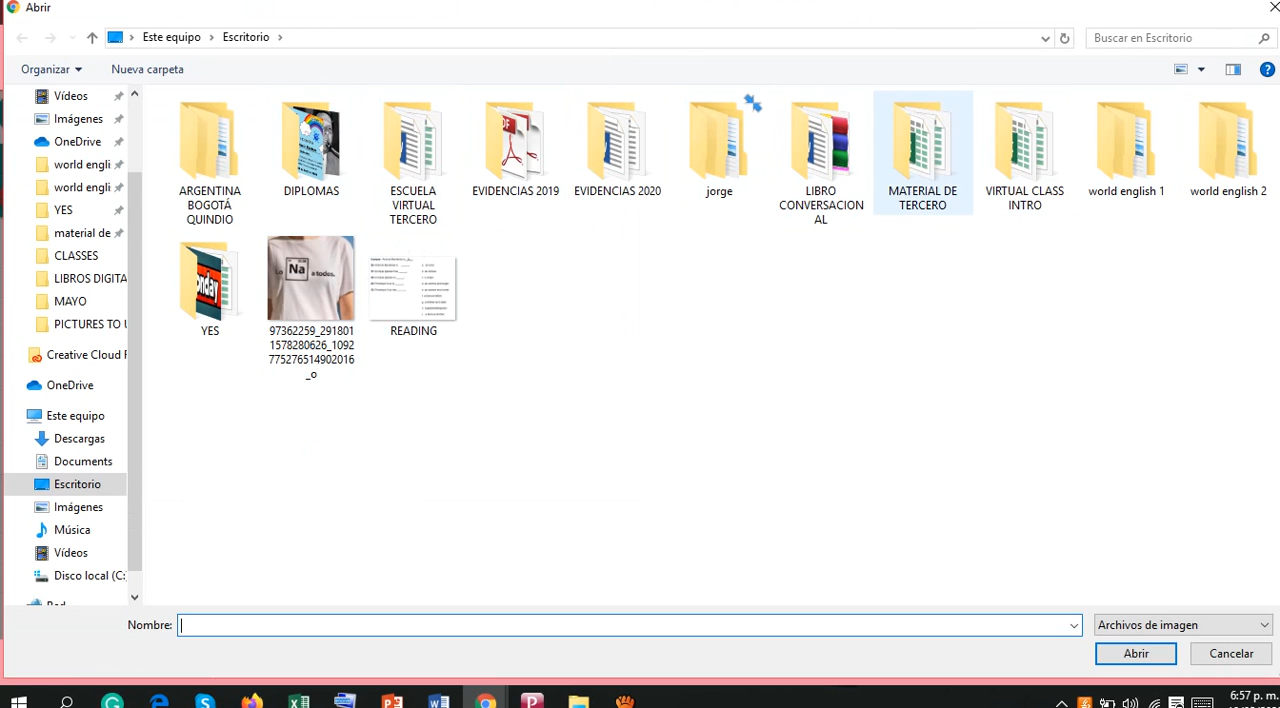 Abrir
Este equipo > Escritorio >
Buscar en Escritorio
Organizar
Nueva carpeta
Vídeos
Imágenes
OneDrive
world engli
world engli
YES
material de
CLASSES
LIBROS DIGITA
MAYO
PICTURES TO U
Creative Cloud F
OneDrive
Este equipo
Descargas
Documents
Escritorio
Imágenes
Música
Vídeos
Disco local (C:
Red
ARGENTINA
BOGOTÁ
QUINDIO
DIPLOMAS
ESCUELA
VIRTUAL
TERCERO
EVIDENCIAS 2019
EVIDENCIAS 2020
jorge
LIBRO
CONVERSACION
AL
MATERIAL DE
TERCERO
VIRTUAL CLASS
INTRO
world english 1
world english 2
YES
Na
a todos.
97362259_291801
1578280626_1092
775276514902016
_o
READING
Nombre:
Archivos de imagen
Abrir
Cancelar
6:57 p. m.